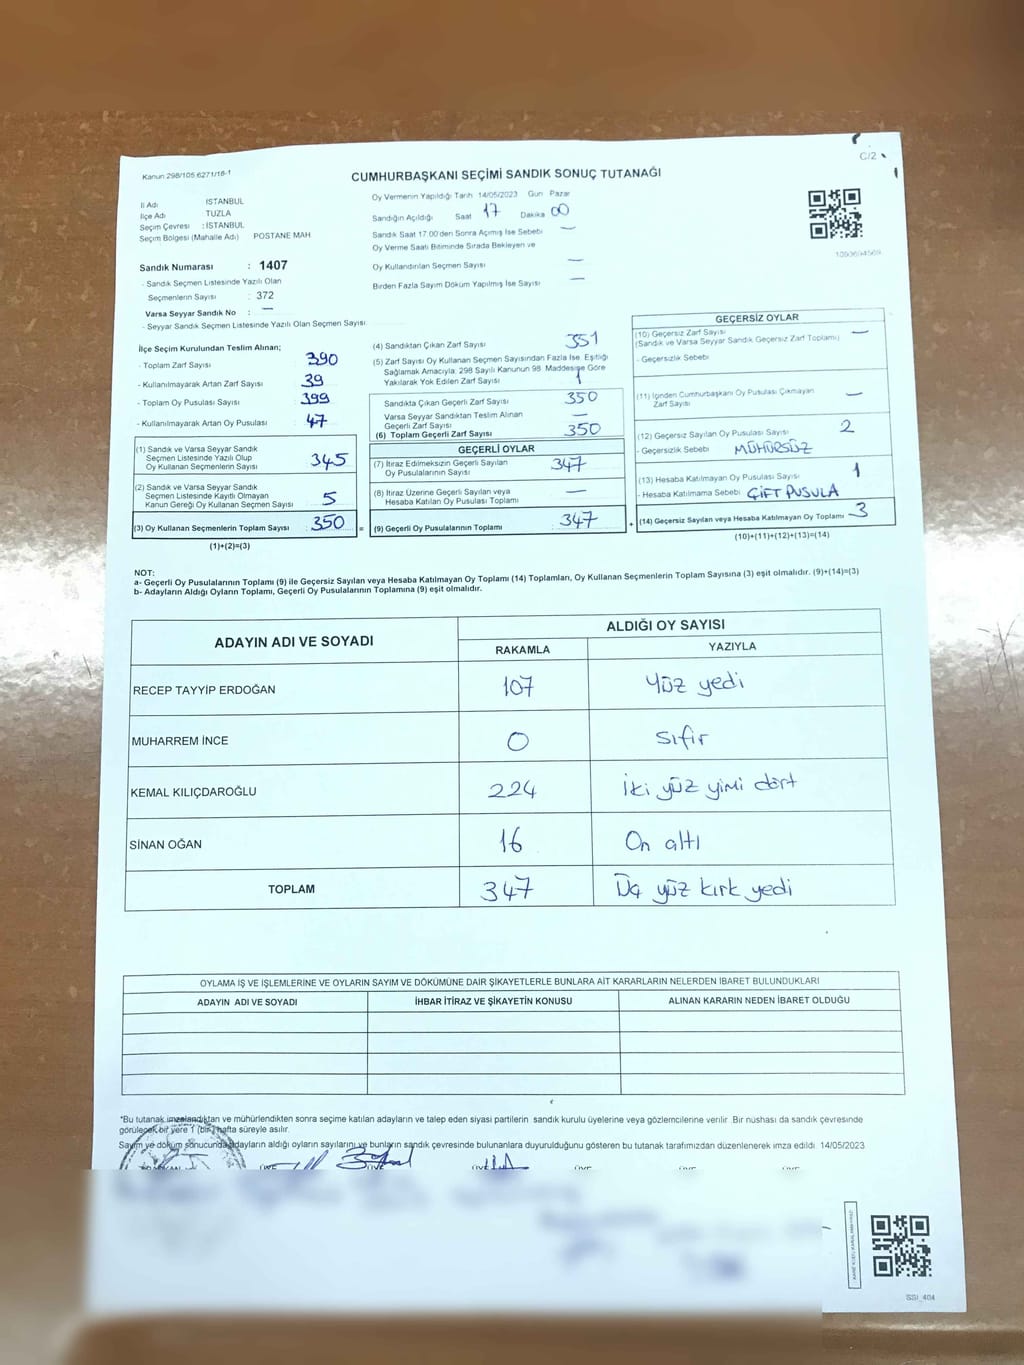 Kanun 298/105 6271/16-1
C/2
CUMHURBAŞKANI SEÇİMİ SANDIK SONUÇ TUTANAĞI
İl Adı İSTANBUL
İlçe Adı TUZLA
Seçim Çevresi : İSTANBUL
Seçim Bölgesi (Mahalle Adı) POSTANE MAH.
Sandık Numarası : 1407
- Sandık Seçmen Listesinde Yazılı Olan
Seçmenlerin Sayısı : 372
Varsa Seyyar Sandık No : —
- Seyyar Sandık Seçmen Listesinde Yazılı Olan Seçmen Sayısı
Oy Vermenin Yapıldığı Tarih 14/05/2023 Gün Pazar
Sandığın Açıldığı Saat 17 Dakika 00
Sandık Saat 17.00'den Sonra Açımış İse Sebebi —
Oy Verme Saati Bitiminde Sırada Bekleyen ve
Oy Kullandırılan Seçmen Sayısı —
Birden Fazla Sayım Döküm Yapılmış İse Sayısı —
1093694569
İlçe Seçim Kurulundan Teslim Alınan;
- Toplam Zarf Sayısı : 390
- Kullanılmayarak Artan Zarf Sayısı : 39
- Toplam Oy Pusulası Sayısı : 399
- Kullanılmayarak Artan Oy Pusulası : 47
(1) Sandık ve Varsa Seyyar Sandık
Seçmen Listesinde Yazılı Olup
Oy Kullanan Seçmenlerin Sayısı 345
(2) Sandık ve Varsa Seyyar Sandık
Seçmen Listesinde Kayıtlı Olmayan
Kanun Gereği Oy Kullanan Seçmen Sayısı 5
(3) Oy Kullanan Seçmenlerin Toplam Sayısı 350 =
(1)+(2)=(3)
(4) Sandıktan Çıkan Zarf Sayısı 351
(5) Zarf Sayısı Oy Kullanan Seçmen Sayısından Fazla İse, Eşitliği
Sağlamak Amacıyla; 298 Sayılı Kanunun 98. Maddesine Göre
Yakılarak Yok Edilen Zarf Sayısı 1
Sandıkta Çıkan Geçerli Zarf Sayısı 350
Varsa Seyyar Sandıktan Teslim Alınan
Geçerli Zarf Sayısı —
(6) Toplam Geçerli Zarf Sayısı 350
GEÇERLİ OYLAR
(7) İtiraz Edilmeksizin Geçerli Sayılan
Oy Pusulalarının Sayısı 347
(8) İtiraz Üzerine Geçerli Sayılan veya
Hesaba Katılan Oy Pusulası Toplamı —
(9) Geçerli Oy Pusulalarının Toplamı 347 +
GEÇERSİZ OYLAR
(10) Geçersiz Zarf Sayısı —
(Sandık ve Varsa Seyyar Sandık Geçersiz Zarf Toplamı)
- Geçersizlik Sebebi
(11) İçinden Cumhurbaşkanı Oy Pusulası Çıkmayan
Zarf Sayısı —
(12) Geçersiz Sayılan Oy Pusulası Sayısı 2
- Geçersizlik Sebebi MÜHÜRSÜZ
(13) Hesaba Katılmayan Oy Pusulası Sayısı 1
- Hesaba Katılmama Sebebi ÇİFT PUSULA
(14) Geçersiz Sayılan veya Hesaba Katılmayan Oy Toplamı 3
(10)+(11)+(12)+(13)=(14)
NOT:
a- Geçerli Oy Pusulalarının Toplamı (9) ile Geçersiz Sayılan veya Hesaba Katılmayan Oy Toplamı (14) Toplamları, Oy Kullanan Seçmenlerin Toplam Sayısına (3) eşit olmalıdır. (9)+(14)=(3)
b- Adayların Aldığı Oyların Toplamı, Geçerli Oy Pusulalarının Toplamına (9) eşit olmalıdır.
ADAYIN ADI VE SOYADI ALDIĞI OY SAYISI
RAKAMLA YAZIYLA
RECEP TAYYİP ERDOĞAN 107 Yüz yedi
MUHARREM İNCE 0 Sıfır
KEMAL KILIÇDAROĞLU 224 İki yüz yimi dört
SİNAN OĞAN 16 On altı
TOPLAM 347 Üç yüz kırk yedi
OYLAMA İŞ VE İŞLEMLERİNE VE OYLARIN SAYIM VE DÖKÜMÜNE DAİR ŞİKAYETLERLE BUNLARA AİT KARARLARIN NELERDEN İBARET BULUNDUKLARI
ADAYIN ADI VE SOYADI İHBAR İTİRAZ VE ŞİKAYETİN KONUSU ALINAN KARARIN NEDEN İBARET OLDUĞU
*Bu tutanak imzalandıktan ve mühürlendikten sonra seçime katılan adayların ve talep eden siyasi partilerin sandık kurulu üyelerine veya gözlemcilerine verilir. Bir nüshası da sandık çevresinde
görülecek bir yere 1 (bir) hafta süreyle asılır.
Sayım ve döküm sonucunda adayların aldığı oyların sayılarını ve bunların sandık çevresinde bulunanlara duyurulduğunu gösteren bu tutanak tarafımızdan düzenlenerek imza edildi. 14/05/2023
SSI_404